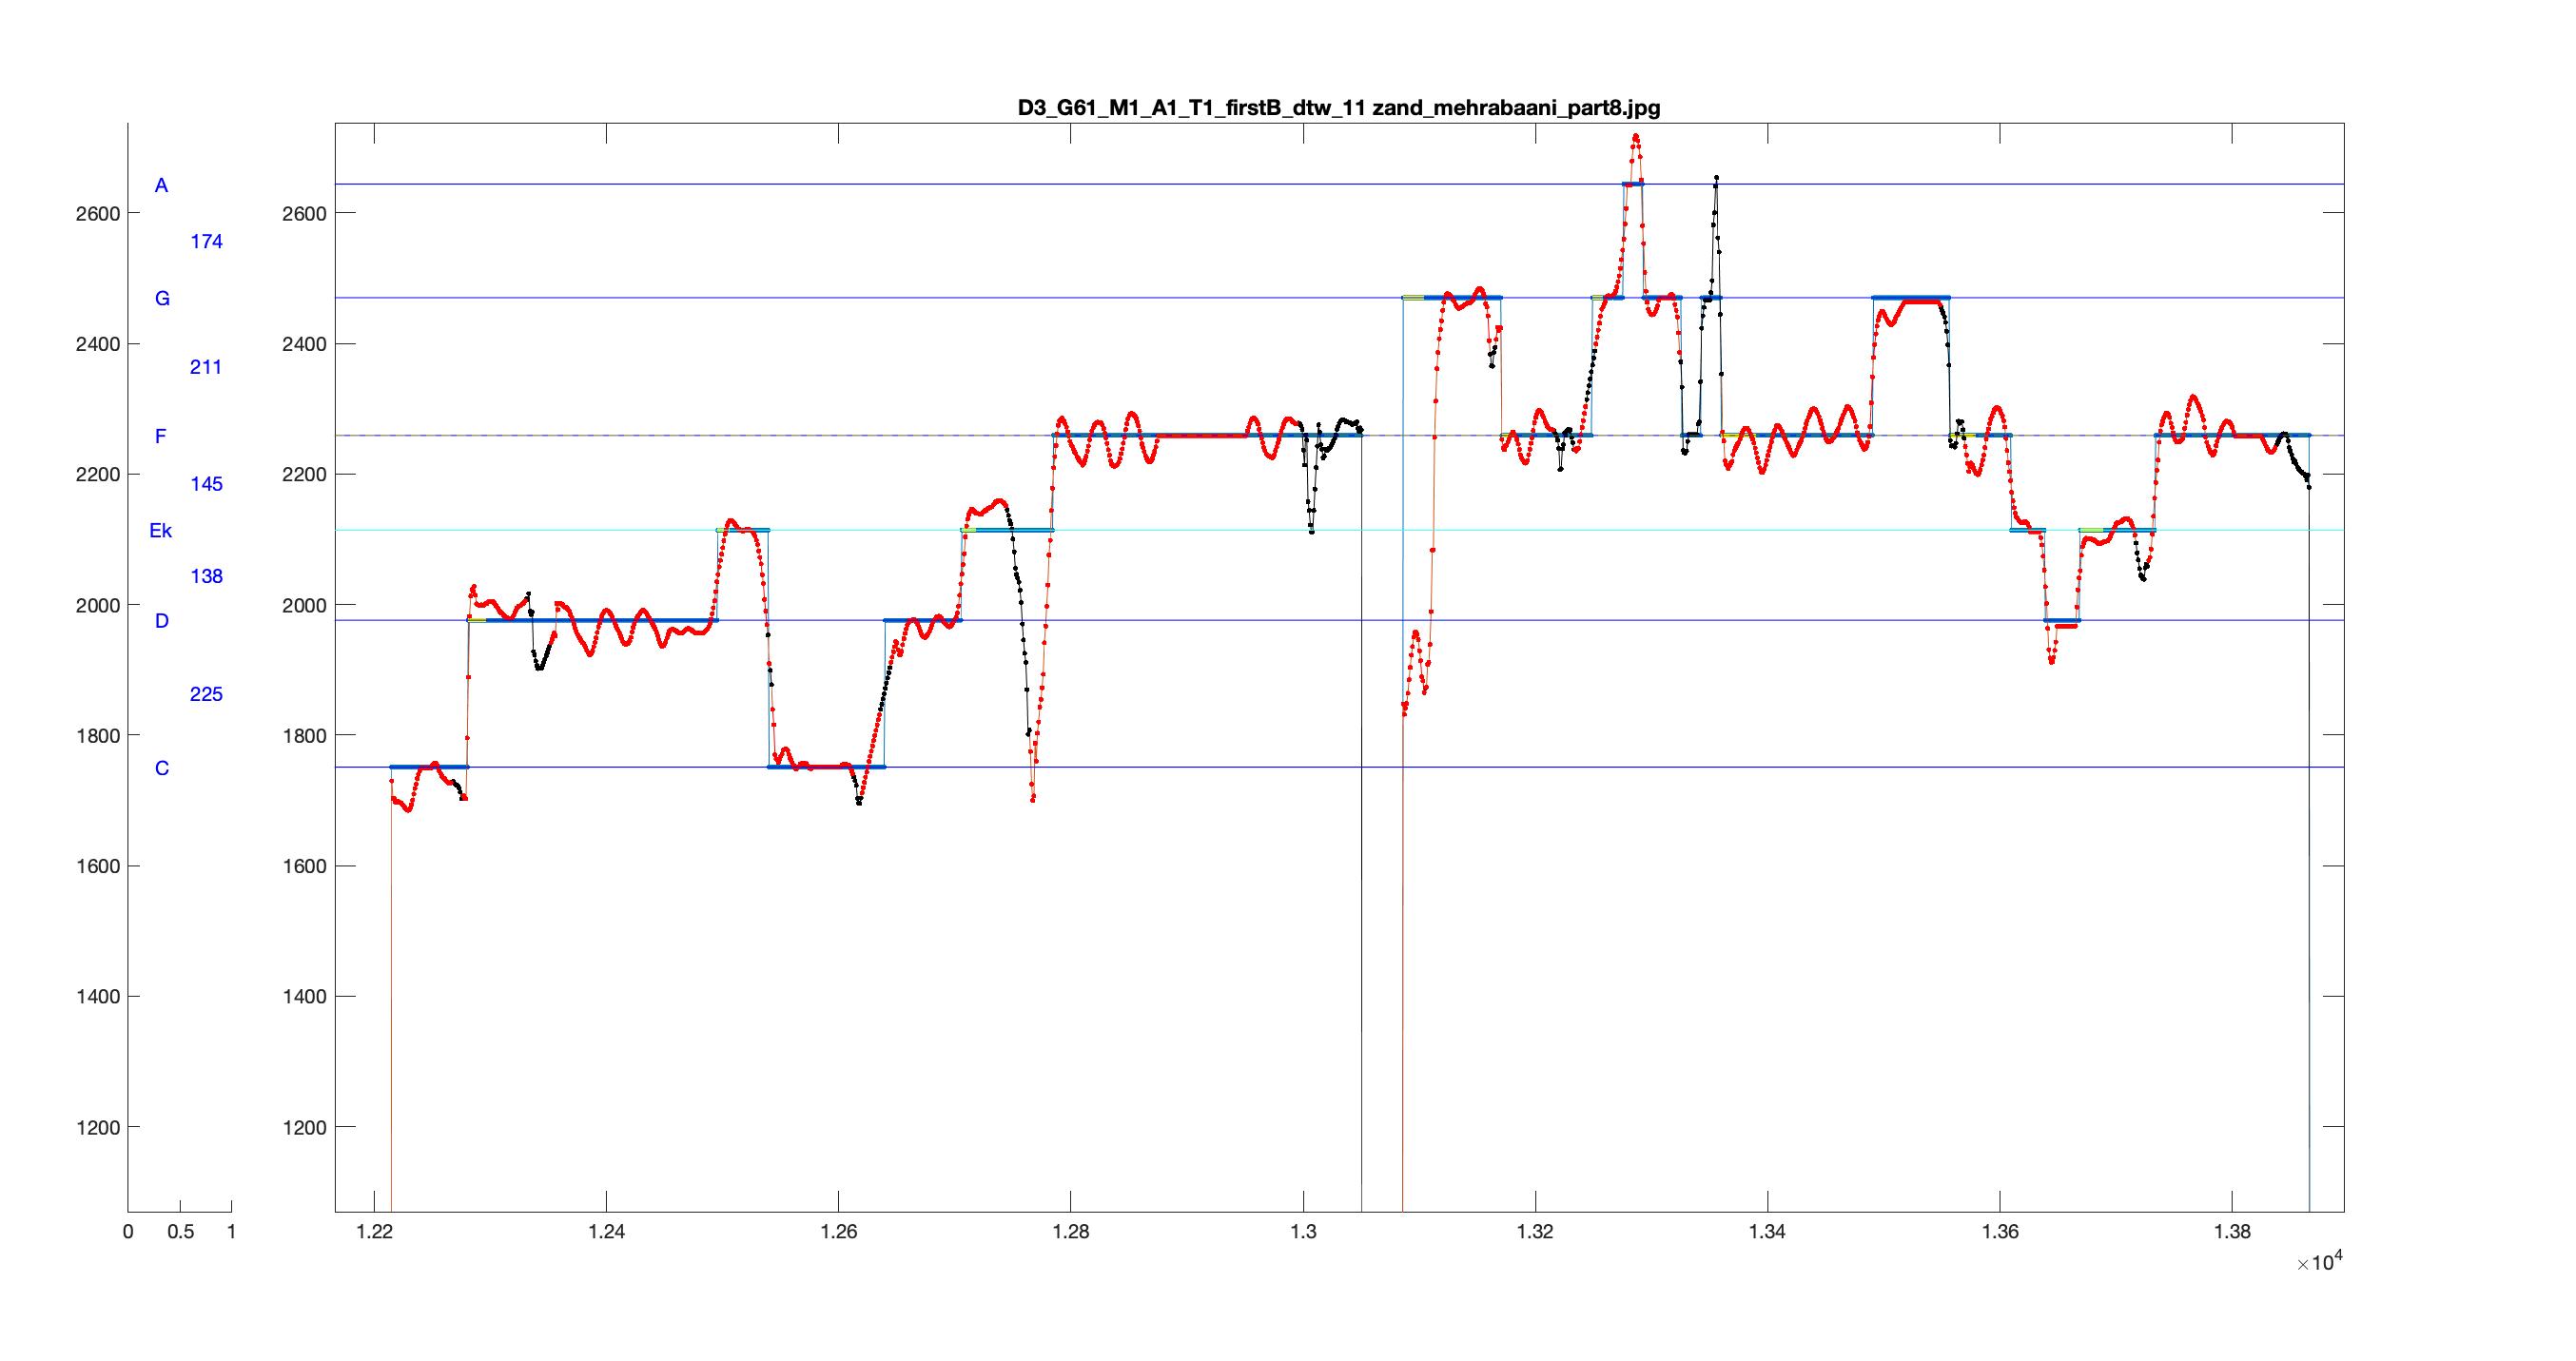 D3_G61_M1_A1_T1_firstB_dtw_11 zand_mehrabaani_part8.jpg
2600
2400
2200
2000
1800
1600
1400
1200
0 0.5 1
A
174
G
211
F
145
Ek
138
D
225
C
2600
2400
2200
2000
1800
1600
1400
1200
1.22 1.24 1.26 1.28 1.3 1.32 1.34 1.36 1.38
×10⁴